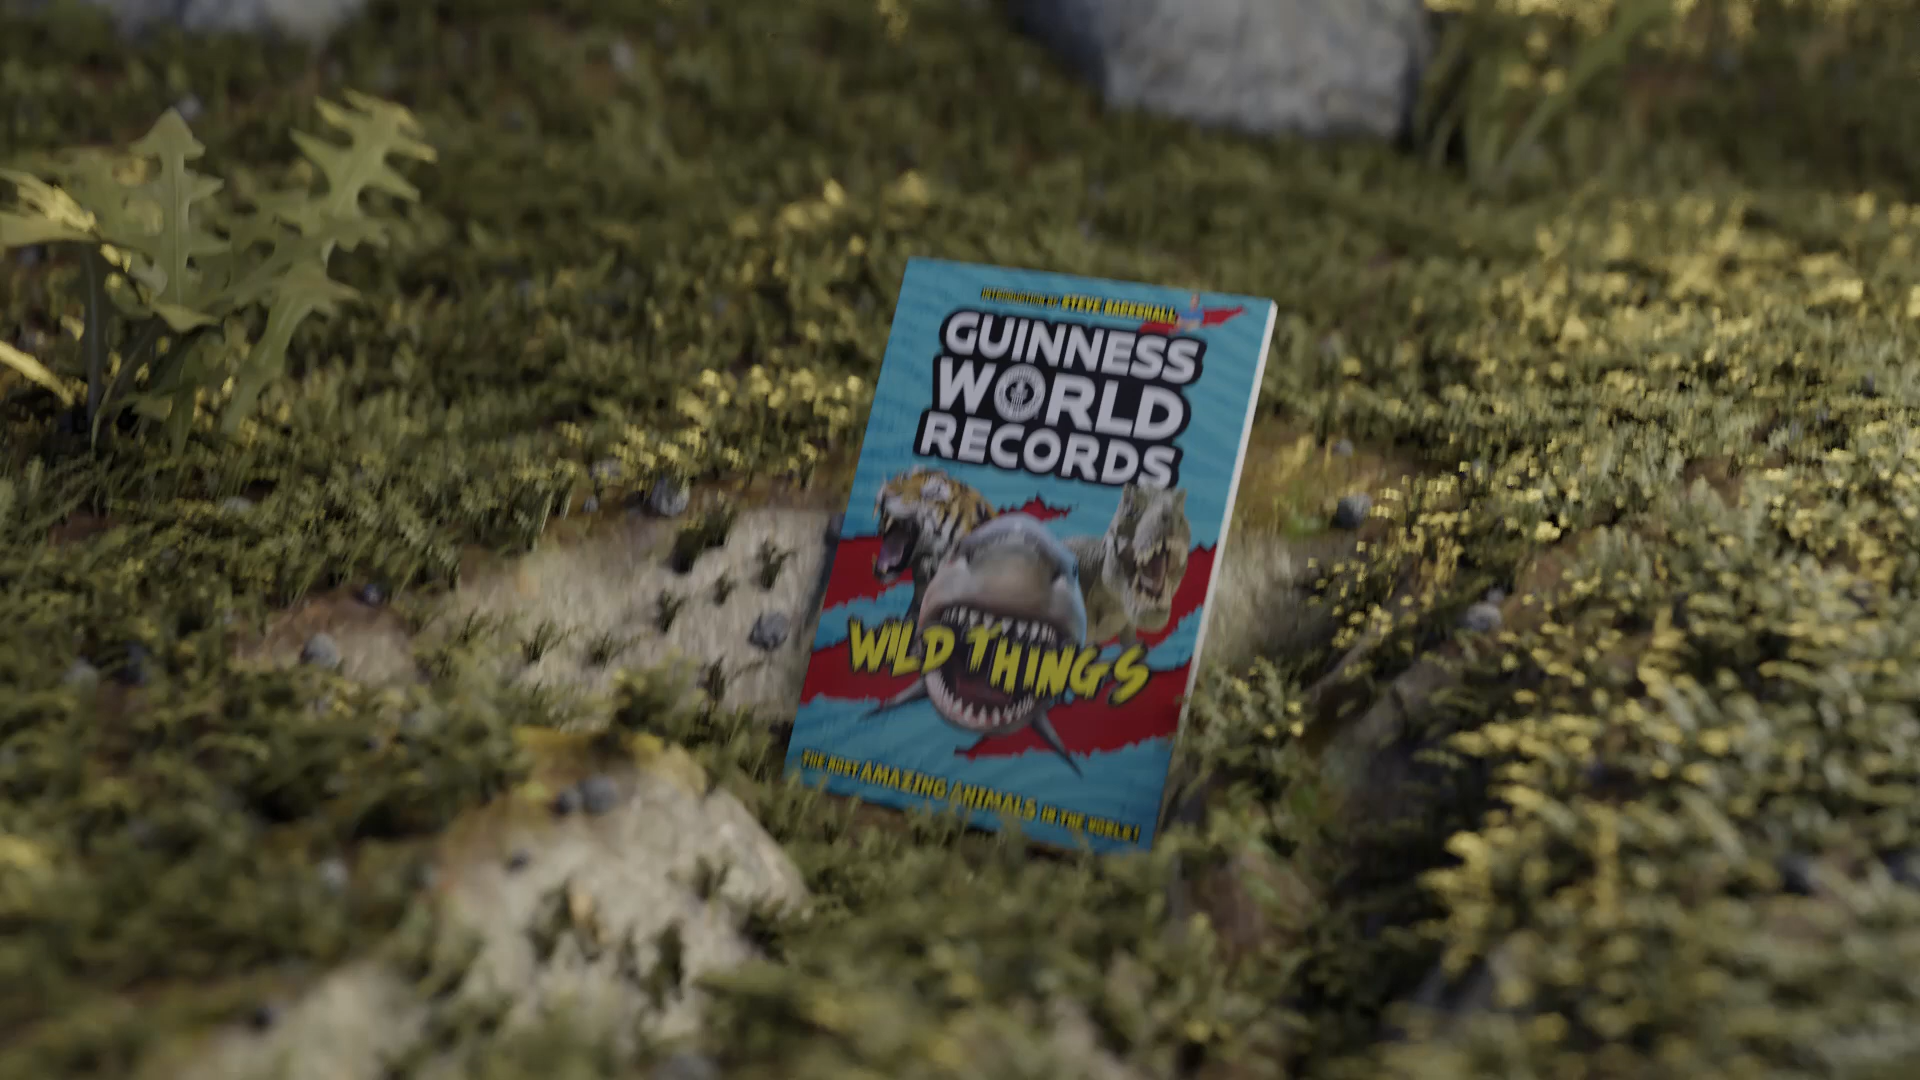 INTRODUCTION BY STEVE BACKSHALL
GUINNESS
WORLD
RECORDS
WILD THINGS
THE MOST AMAZING ANIMALS IN THE WORLD!